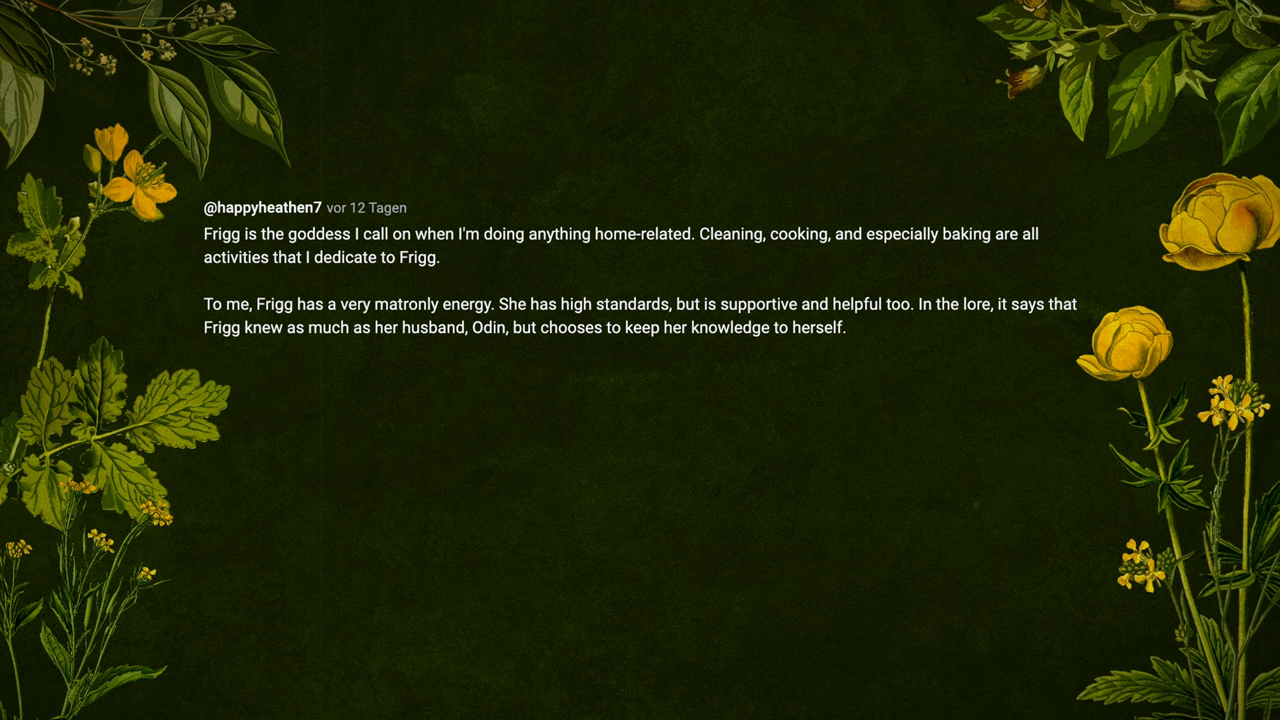 @happyheathen7 vor 12 Tagen
Frigg is the goddess I call on when I'm doing anything home-related. Cleaning, cooking, and especially baking are all
activities that I dedicate to Frigg.
To me, Frigg has a very matronly energy. She has high standards, but is supportive and helpful too. In the lore, it says that
Frigg knew as much as her husband, Odin, but chooses to keep her knowledge to herself.